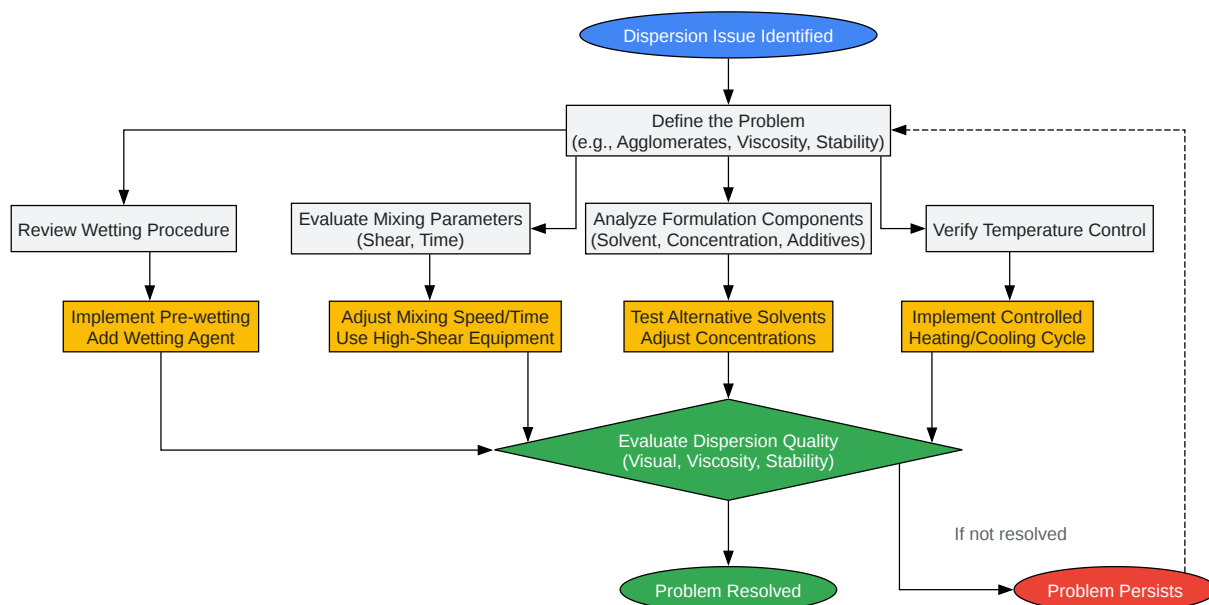 Dispersion Issue Identified
Define the Problem
(e.g., Agglomerates, Viscosity, Stability)
Review Wetting Procedure
Evaluate Mixing Parameters
(Shear, Time)
Analyze Formulation Components
(Solvent, Concentration, Additives)
Verify Temperature Control
Implement Pre-wetting
Add Wetting Agent
Adjust Mixing Speed/Time
Use High-Shear Equipment
Test Alternative Solvents
Adjust Concentrations
Implement Controlled
Heating/Cooling Cycle
Evaluate Dispersion Quality
(Visual, Viscosity, Stability)
If not resolved
Problem Resolved
Problem Persists